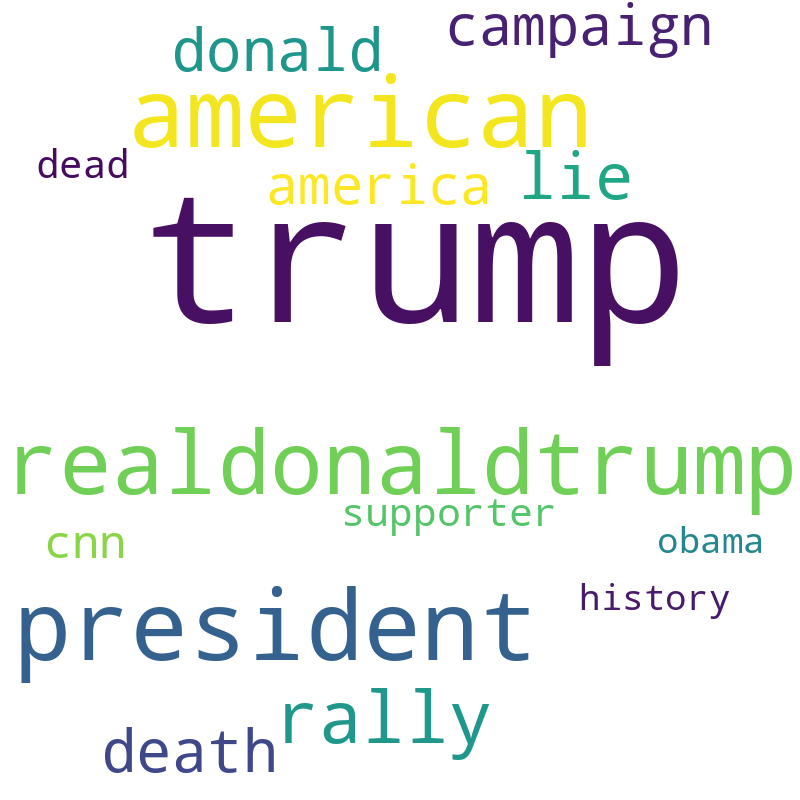 campaign
donald
american
dead
america
lie
trump
realdonaldtrump
supporter
cnn
obama
history
president
rally
death